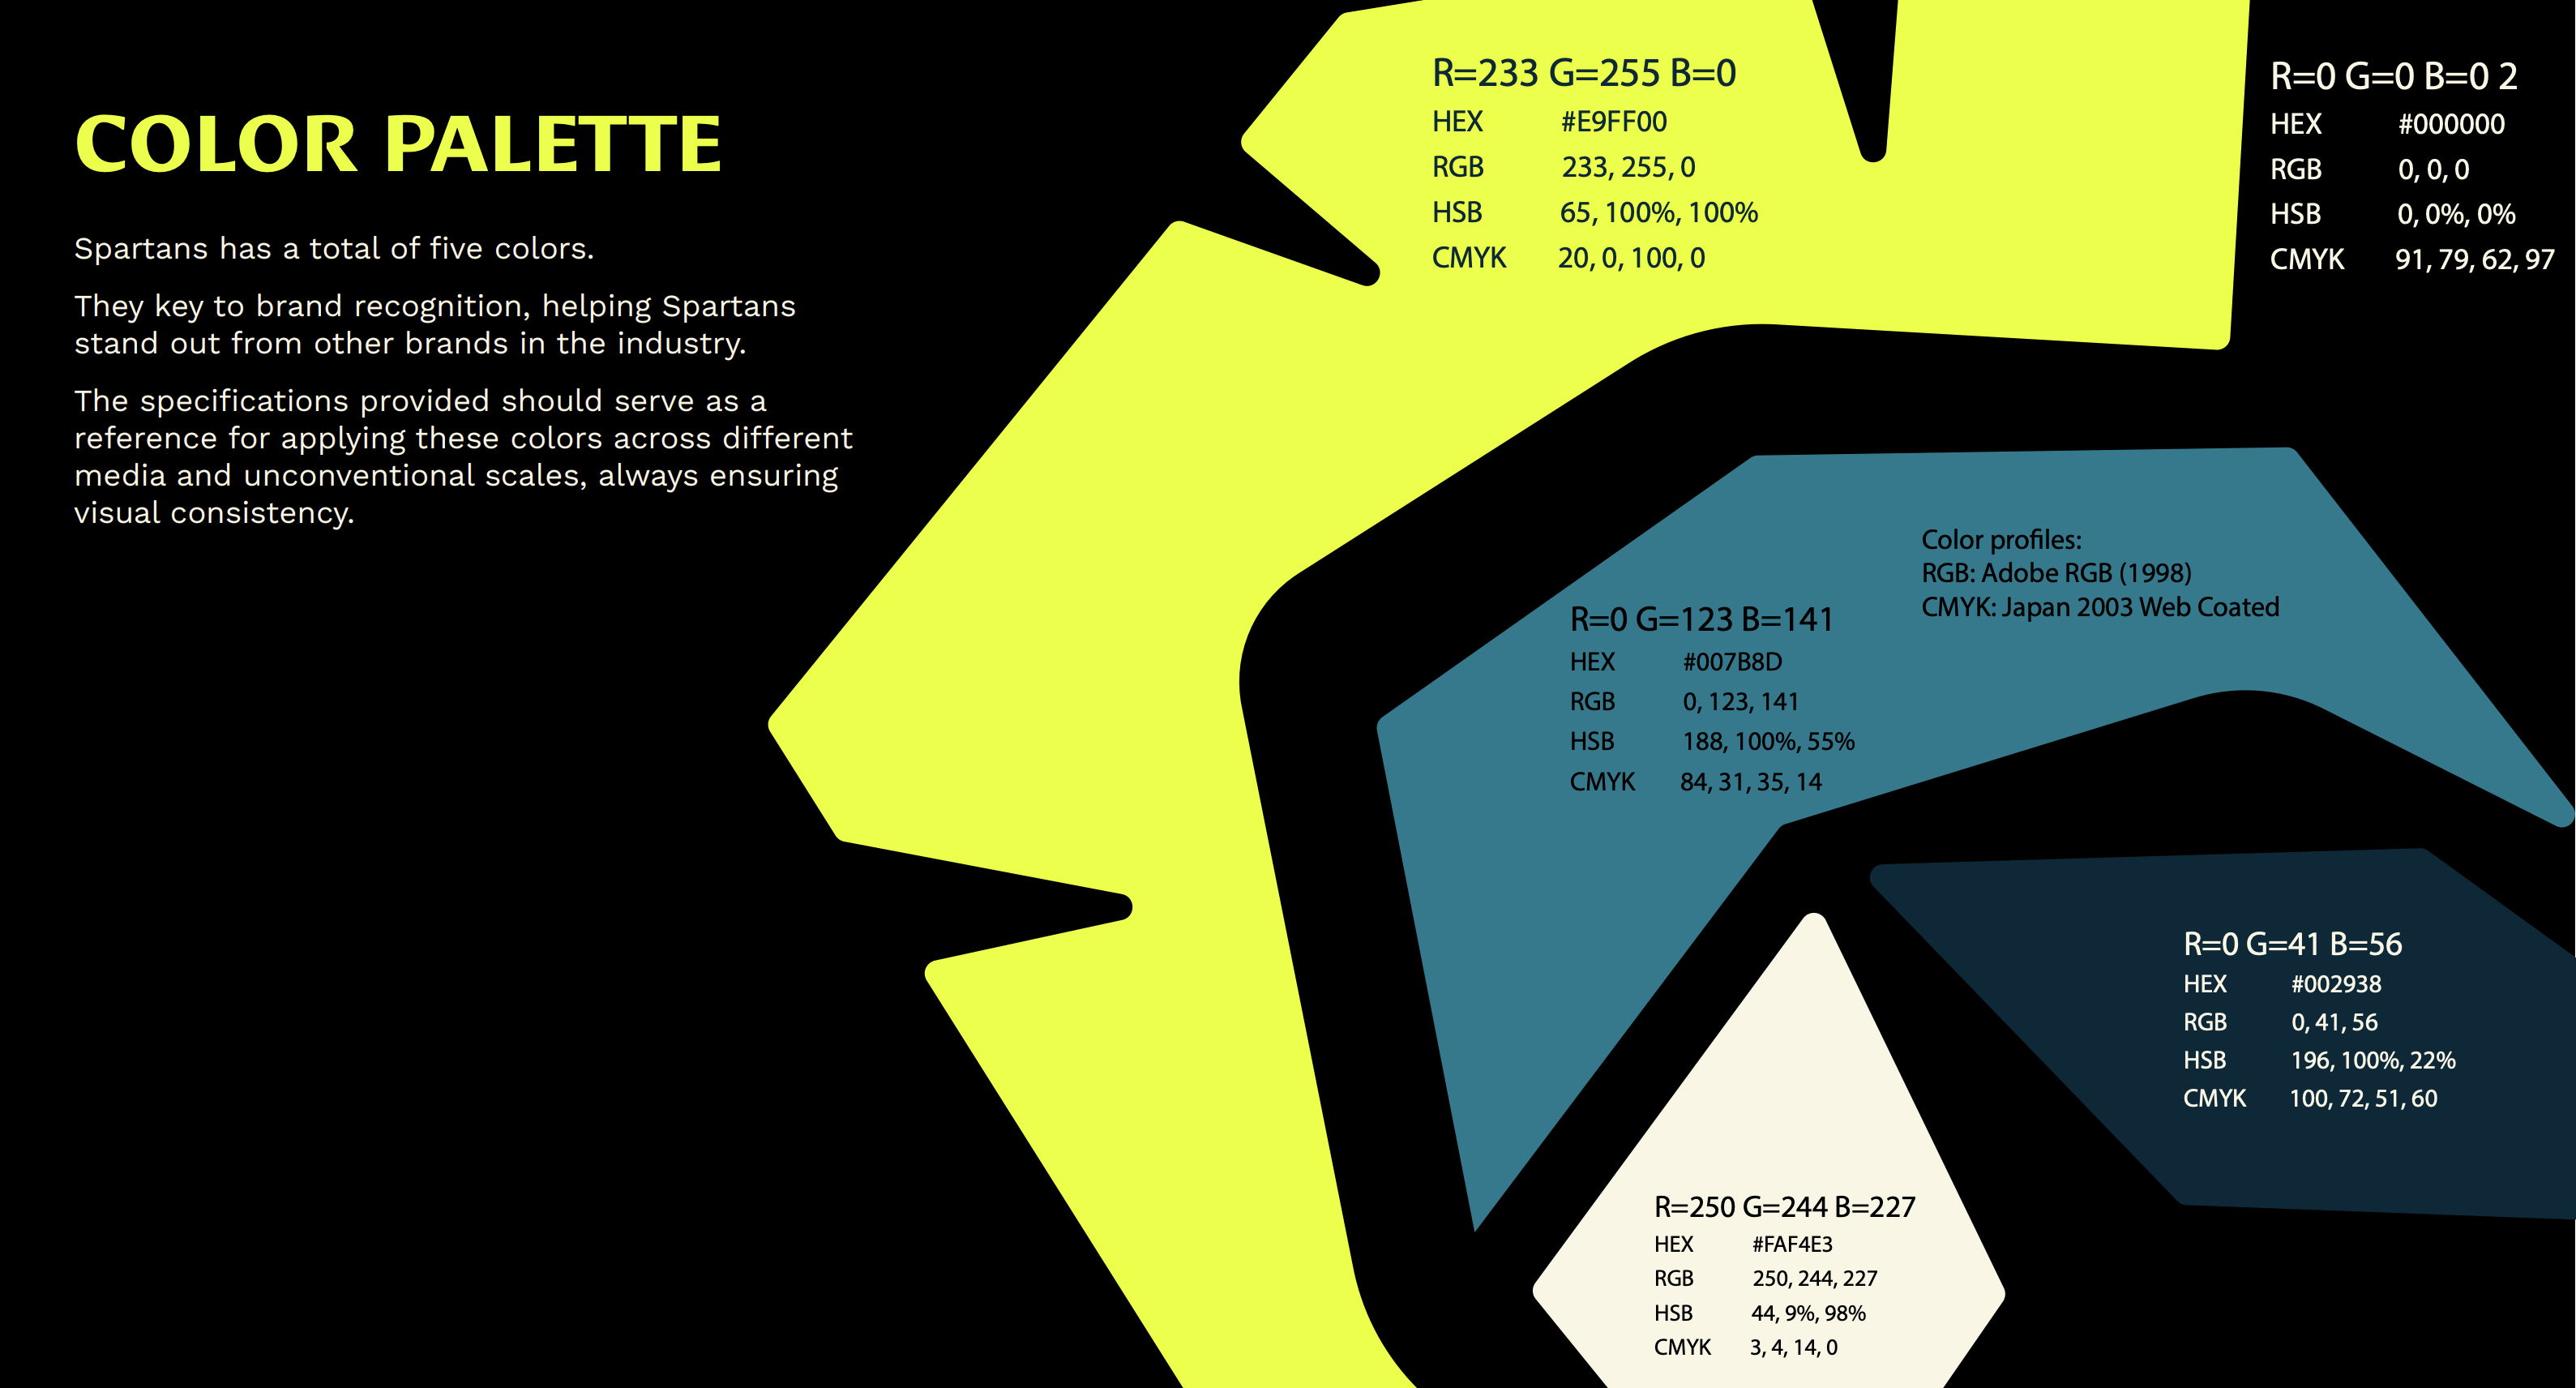 COLOR PALETTE
Spartans has a total of five colors.
They key to brand recognition, helping Spartans
stand out from other brands in the industry.
The specifications provided should serve as a
reference for applying these colors across different
media and unconventional scales, always ensuring
visual consistency.
R=233 G=255 B=0
HEX #E9FF00
RGB 233, 255, 0
HSB 65, 100%, 100%
CMYK 20, 0, 100, 0
R=0 G=0 B=0 2
HEX #000000
RGB 0, 0, 0
HSB 0, 0%, 0%
CMYK 91, 79, 62, 97
Color profiles:
RGB: Adobe RGB (1998)
CMYK: Japan 2003 Web Coated
R=0 G=123 B=141
HEX #007B8D
RGB 0, 123, 141
HSB 188, 100%, 55%
CMYK 84, 31, 35, 14
R=0 G=41 B=56
HEX #002938
RGB 0, 41, 56
HSB 196, 100%, 22%
CMYK 100, 72, 51, 60
R=250 G=244 B=227
HEX #FAF4E3
RGB 250, 244, 227
HSB 44, 9%, 98%
CMYK 3, 4, 14, 0